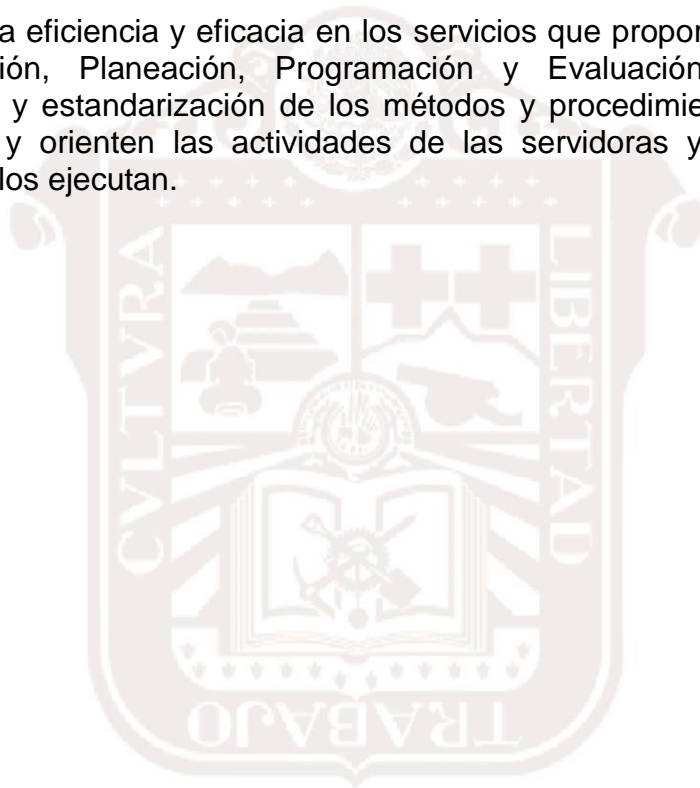 a eficiencia y eficacia en los servicios que propor
ión, Planeación, Programación y Evaluación
y estandarización de los métodos y procedimie
y orienten las actividades de las servidoras y
los ejecutan.
CVLTVRA
LIBERTAD
TRABAJO